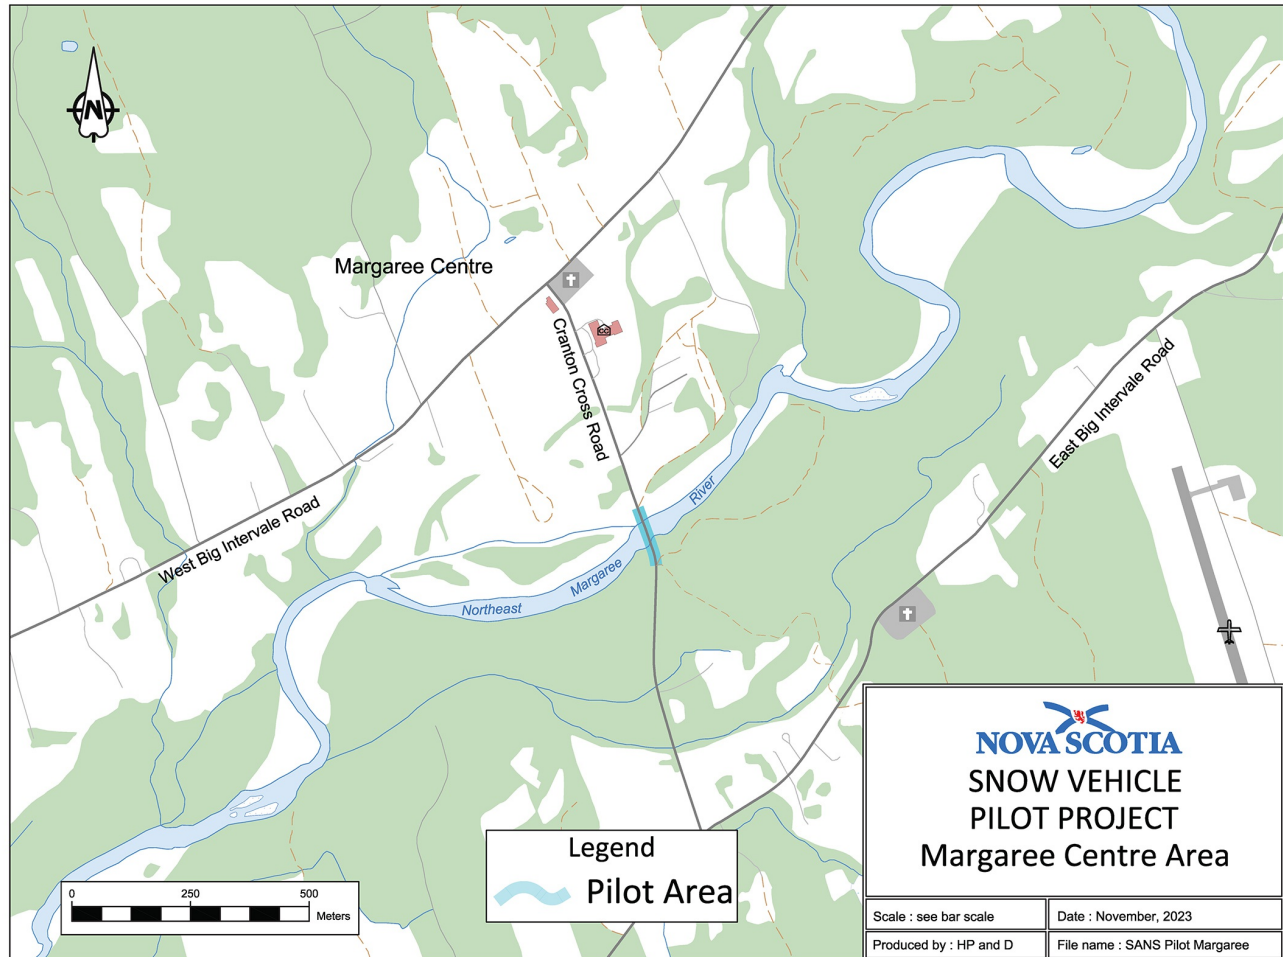 N
Margaree Centre
Cranton Cross Road
East Big Intervale Road
River
West Big Intervale Road
Margaree
Northeast
NOVA SCOTIA
SNOW VEHICLE
PILOT PROJECT
Margaree Centre Area
Legend
Pilot Area
0 250 500
Meters
Scale : see bar scale
Date : November, 2023
Produced by : HP and D
File name : SANS Pilot Margaree